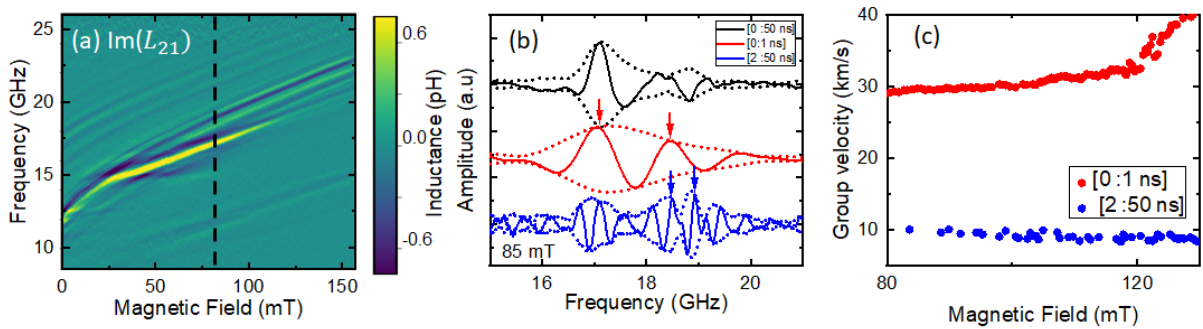 (a) Im(L21)
Frequency (GHz)
25
20
15
10
0
50
100
150
Magnetic Field (mT)
0.6
0.0
-0.6
Inductance (pH)
(b)
[0 :50 ns]
[0:1 ns]
[2 :50 ns]
Amplitude (a.u)
85 mT
16
18
20
Frequency (GHz)
(c)
Group velocity (km/s)
40
30
20
10
0
[0 :1 ns]
[2 :50 ns]
80
120
Magnetic Field (mT)